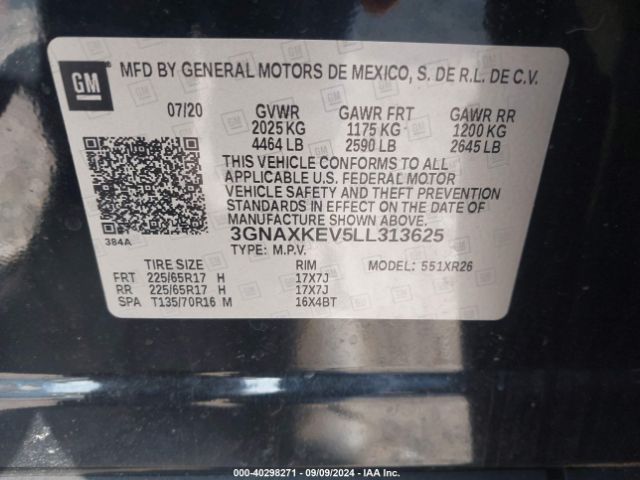 GM
MFD BY GENERAL MOTORS DE MEXICO, S. DE R.L. DE C.V.
07/20 GVWR GAWR FRT GAWR RR
2025 KG 1175 KG 1200 KG
4464 LB 2590 LB 2645 LB
THIS VEHICLE CONFORMS TO ALL
APPLICABLE U.S. FEDERAL MOTOR
VEHICLE SAFETY AND THEFT PREVENTION
STANDARDS IN EFFECT ON THE DATE OF
MANUFACTURE SHOWN ABOVE.
384A 3GNAXKEV5LL313625
TYPE: M.P.V.
TIRE SIZE RIM MODEL: 551XR26
FRT 225/65R17 H 17X7J
RR 225/65R17 H 17X7J
SPA T135/70R16 M 16X4BT
000-40298271 - 09/09/2024 - IAA Inc.